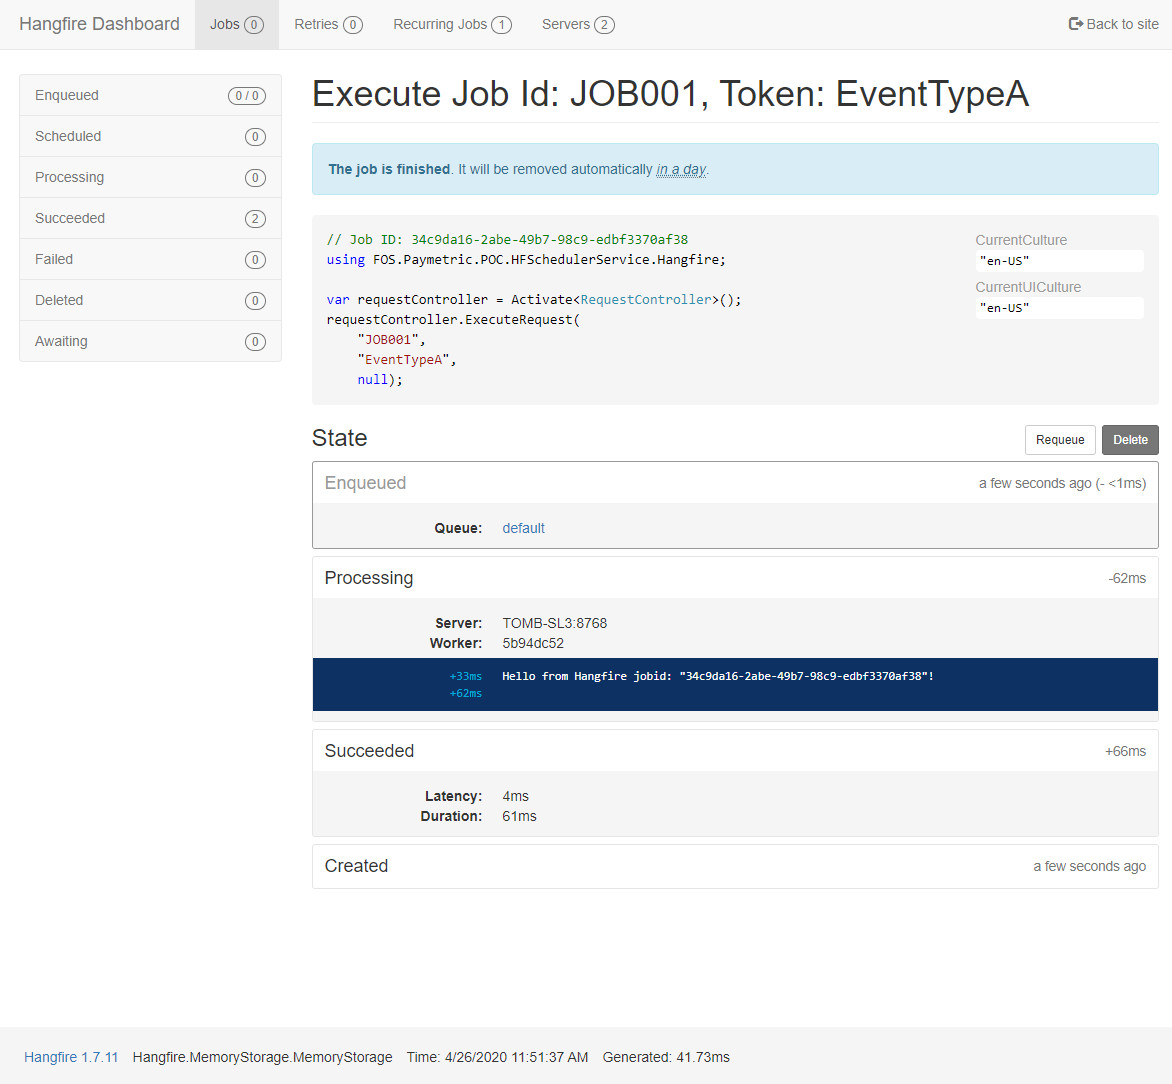 Hangfire Dashboard Jobs 0 Retries 0 Recurring Jobs 1 Servers 2 Back to site
Enqueued 0 / 0
Scheduled 0
Processing 0
Succeeded 2
Failed 0
Deleted 0
Awaiting 0
Execute Job Id: JOB001, Token: EventTypeA
The job is finished. It will be removed automatically in a day.
// Job ID: 34c9da16-2abe-49b7-98c9-edbf3370af38
using FOS.Paymetric.POC.HFSchedulerService.Hangfire;
var requestController = Activate<RequestController>();
requestController.ExecuteRequest(
"JOB001",
"EventTypeA",
null);
CurrentCulture
"en-US"
CurrentUICulture
"en-US"
State Requeue Delete
Enqueued a few seconds ago (- <1ms)
Queue: default
Processing -62ms
Server: TOMB-SL3:8768
Worker: 5b94dc52
+33ms Hello from Hangfire jobid: "34c9da16-2abe-49b7-98c9-edbf3370af38"!
+62ms
Succeeded +66ms
Latency: 4ms
Duration: 61ms
Created a few seconds ago
Hangfire 1.7.11 Hangfire.MemoryStorage.MemoryStorage Time: 4/26/2020 11:51:37 AM Generated: 41.73ms